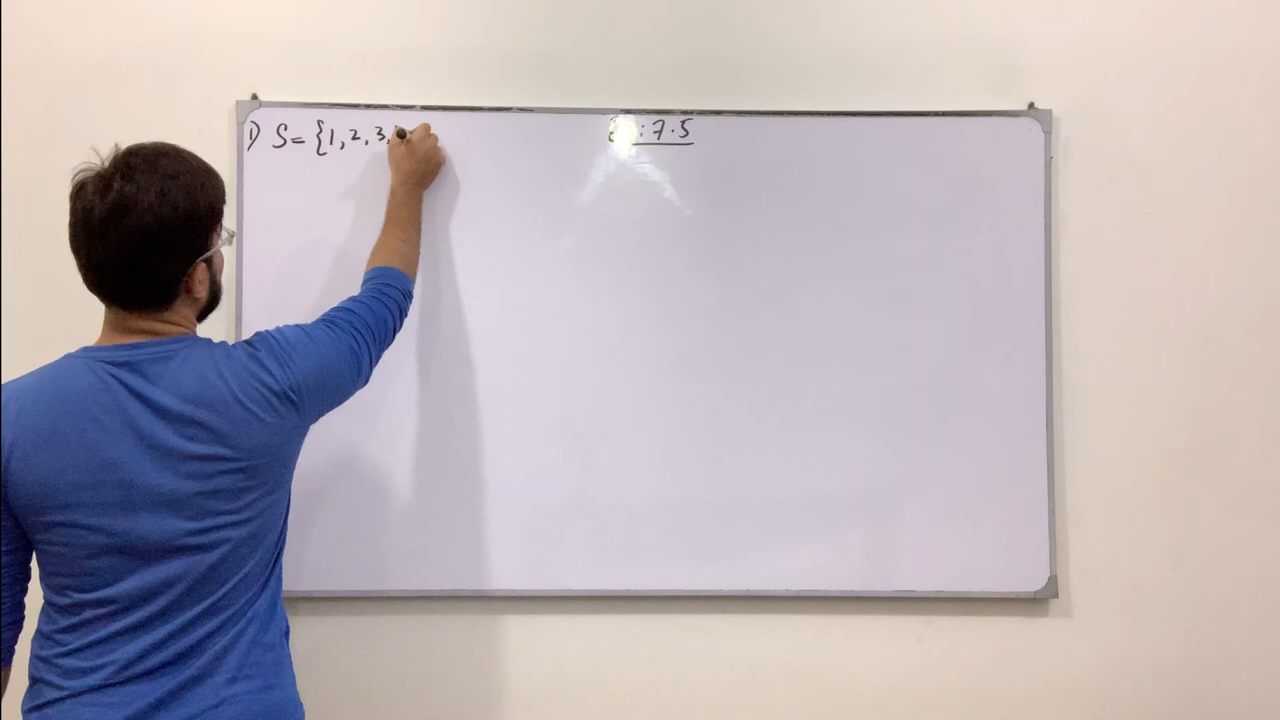 : 7.5
1) S = {1, 2, 3,